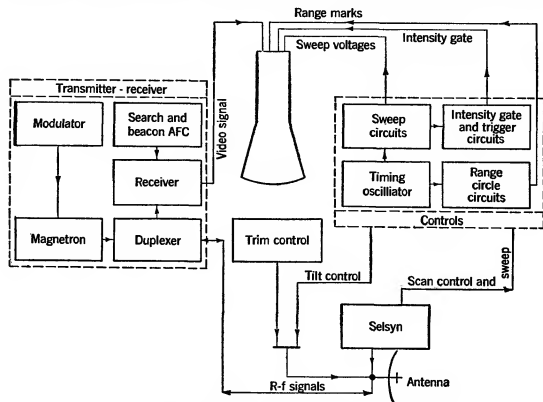 Range marks
Sweep voltages
Intensity gate
Transmitter - receiver
Modulator
Search and
beacon AFC
Video signal
Receiver
Magnetron
Duplexer
Sweep
circuits
Intensity gate
and trigger
circuits
Timing
oscilliator
Range
circle
circuits
Controls
Trim control
Tilt control
Scan control and
sweep
Selsyn
Antenna
R-f signals